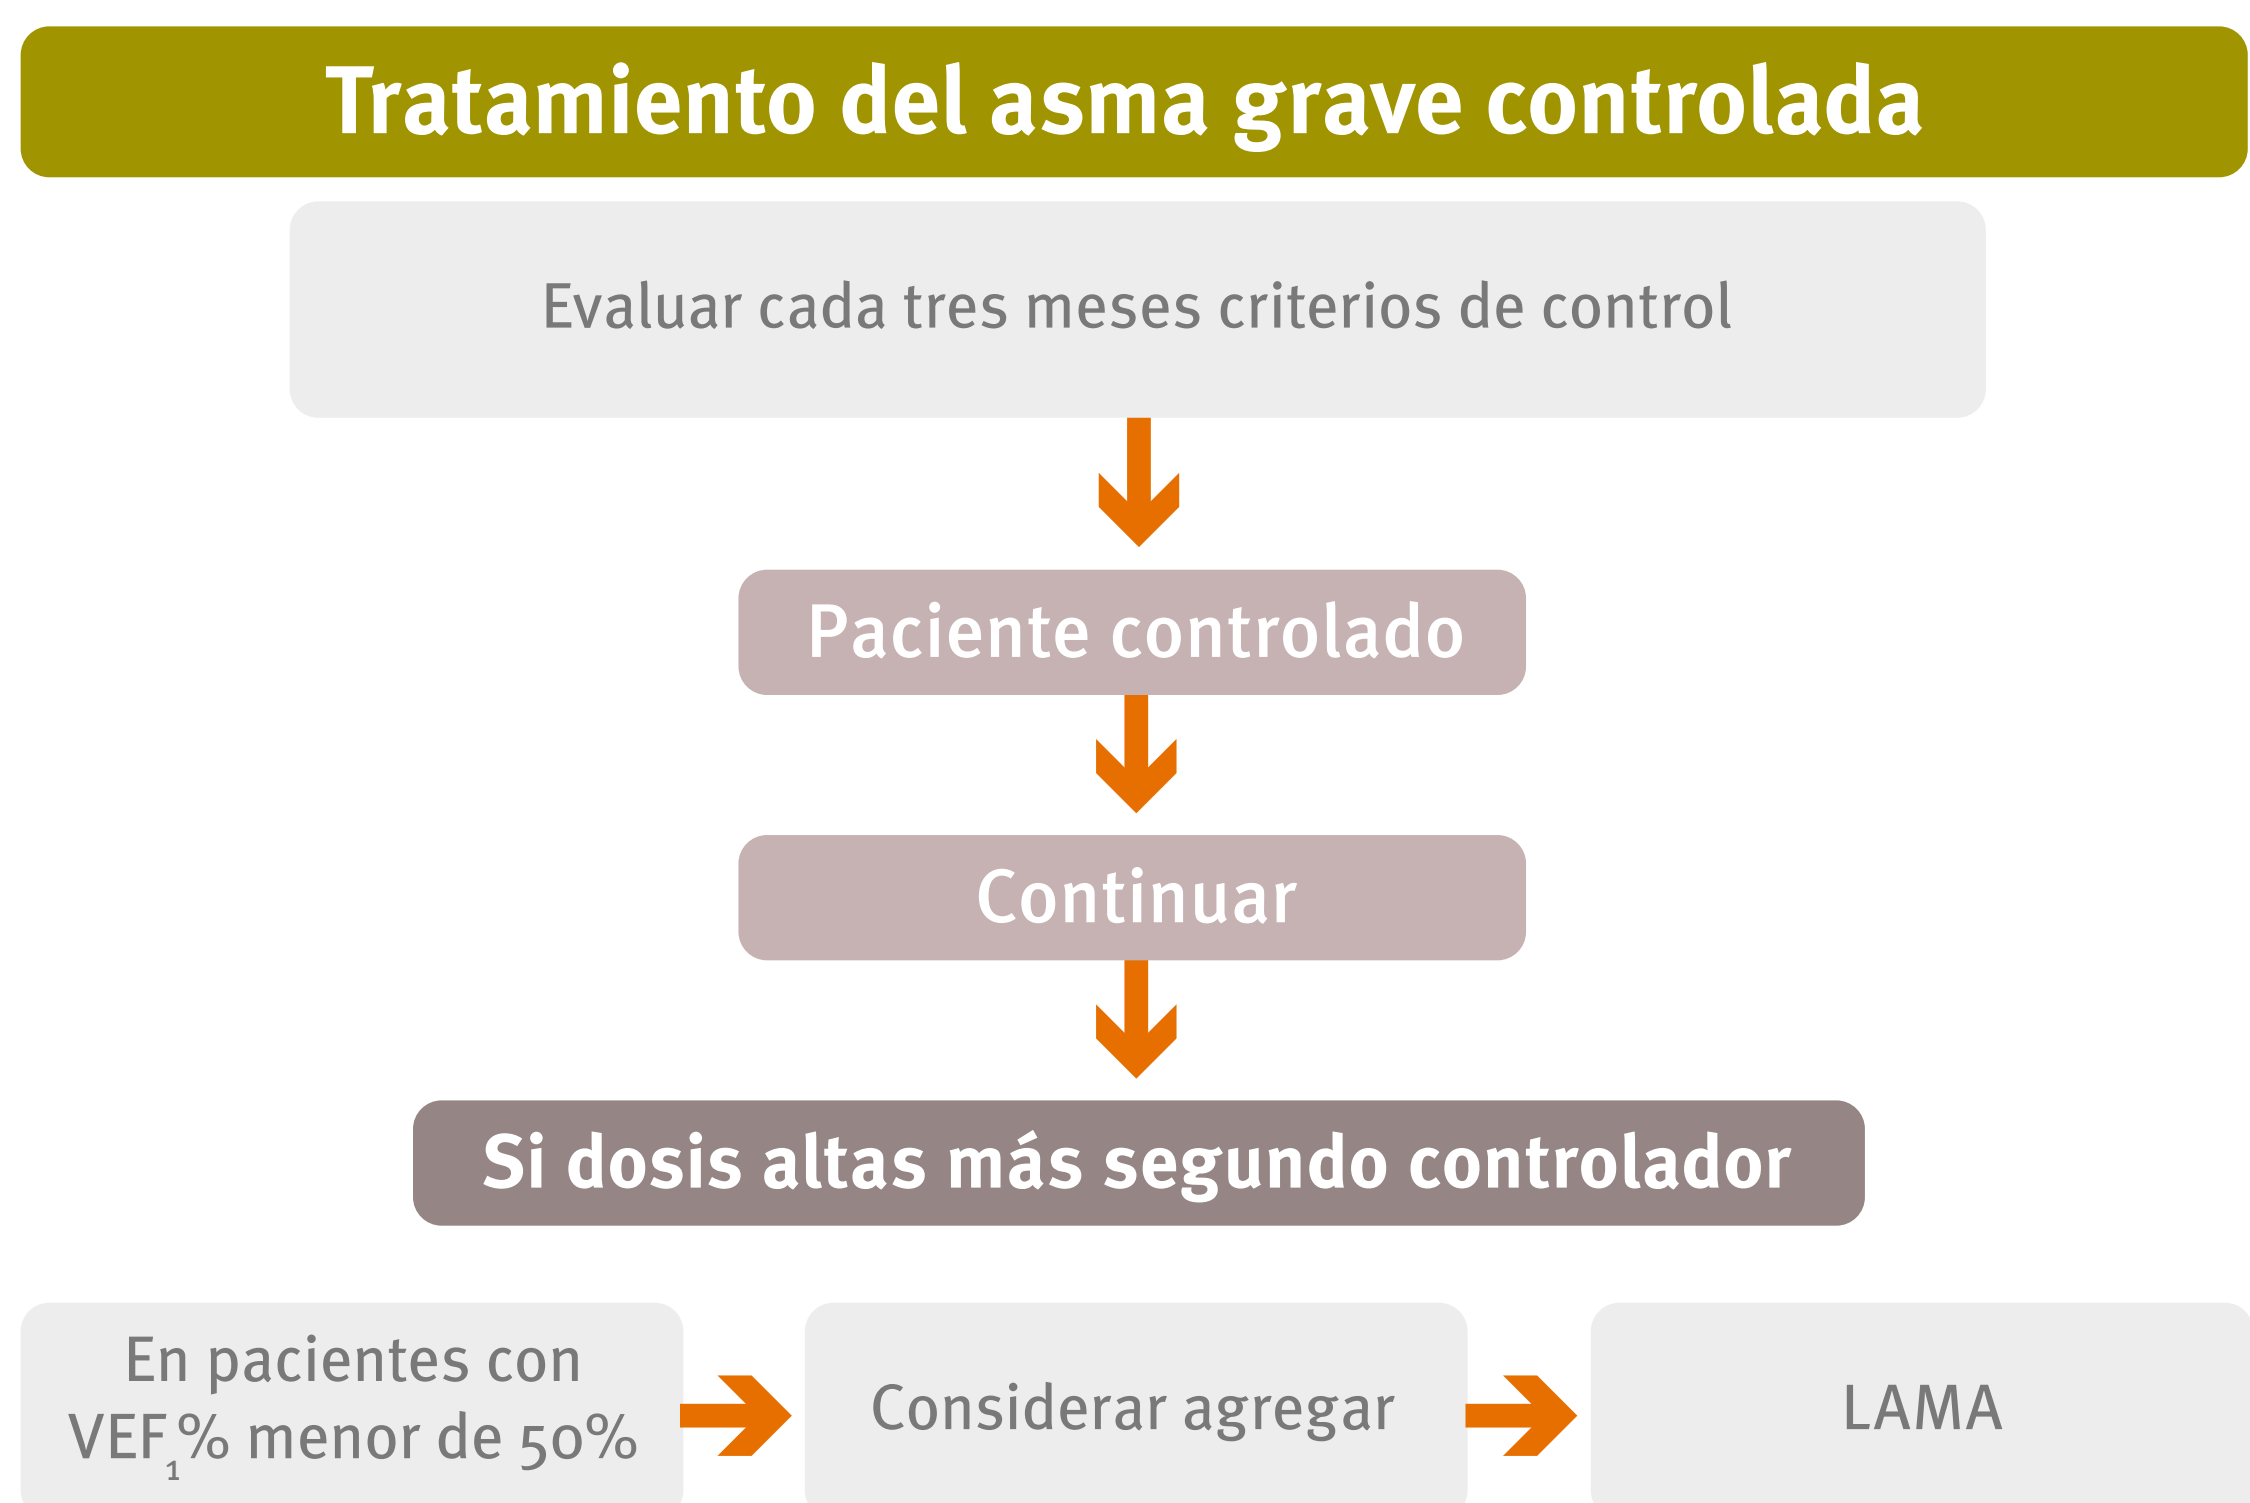 Tratamiento del asma grave controlada
Evaluar cada tres meses criterios de control
Paciente controlado
Continuar
Si dosis altas más segundo controlador
En pacientes con
VEF₁% menor de 50%
Considerar agregar
LAMA